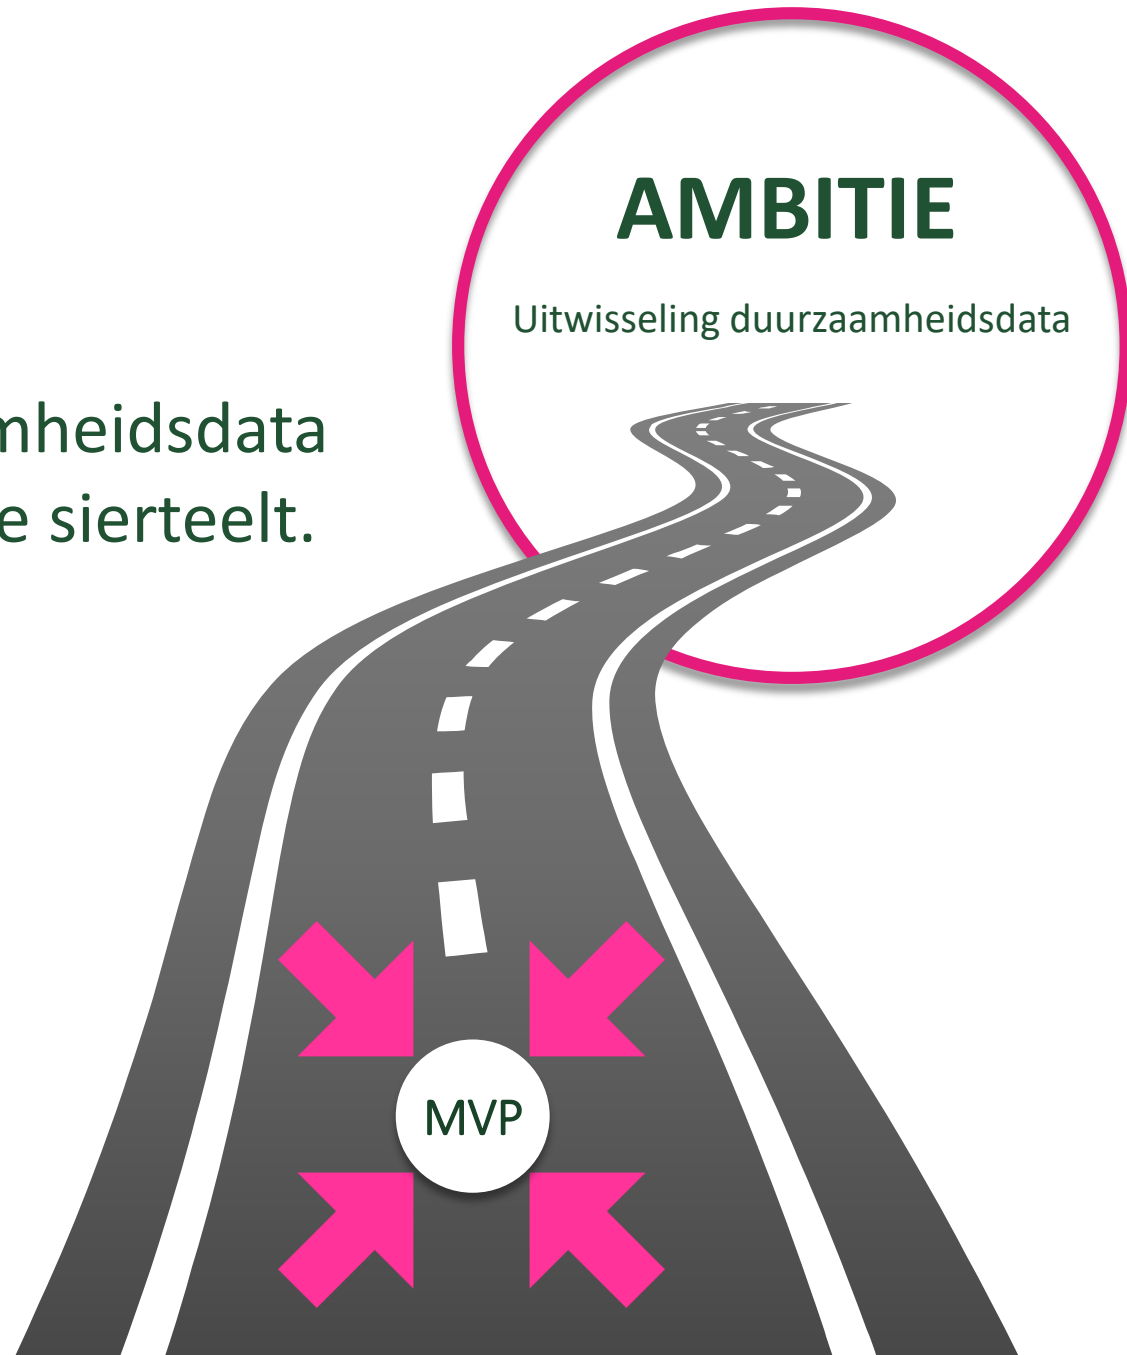 AMBITIE
Uitwisseling duurzaamheidsdata
mheidsdata
e sierteelt.
MVP